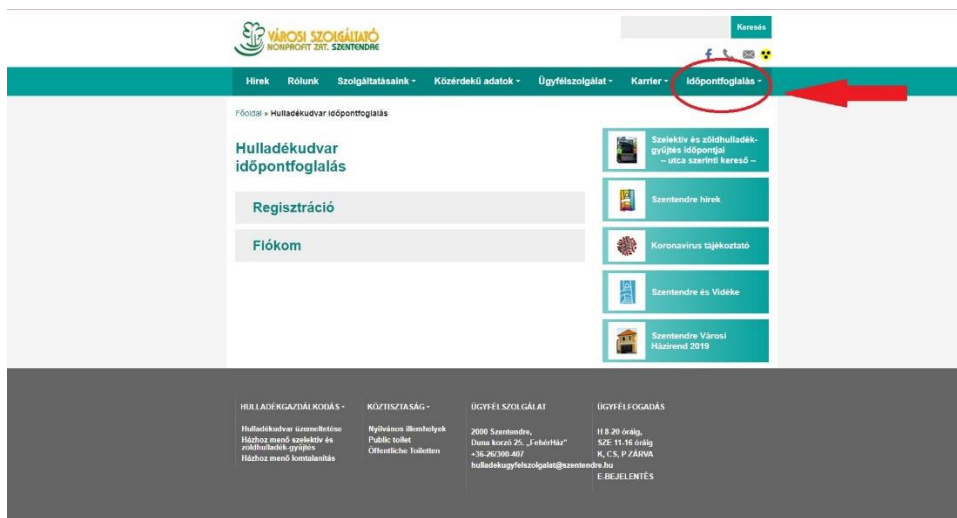 VÁROSI SZOLGÁLTATÓ
NONPROFIT ZRT. SZENTENDRE
Keresés
Hírek Rólunk Szolgáltatásaink Közérdekű adatok Ügyfélszolgálat Karrier Időpontfoglalás
Főoldal » Hulladékudvar időpontfoglalás
Hulladékudvar
időpontfoglalás
Regisztráció
Fiókom
Szelektív és zöldhulladék-
gyűjtés időpontjai
– utca szerinti kereső –
Szentendre hírek
Koronavírus tájékoztató
Szentendre és Vidéke
Szentendre Városi
Házirend 2019
HULLADÉKGAZDÁLKODÁS
Hulladékudvar üzemeltetése
Házhoz menő szelektív és
zöldhulladék-gyűjtés
Házhoz menő lomtalanítás
KÖZTISZTASÁG
Nyilvános illemhelyek
Public toilet
Öffentliche Toiletten
ÜGYFÉLSZOLGÁLAT
2000 Szentendre,
Duna korzó 25. „FehérHáz”
+36-26/300-407
hulladekugyfelszolgalat@szentendre.hu
ÜGYFÉLFOGADÁS
H 8-20 óráig,
SZE 11-16 óráig
K, CS, P ZÁRVA
E-BEJELENTÉS